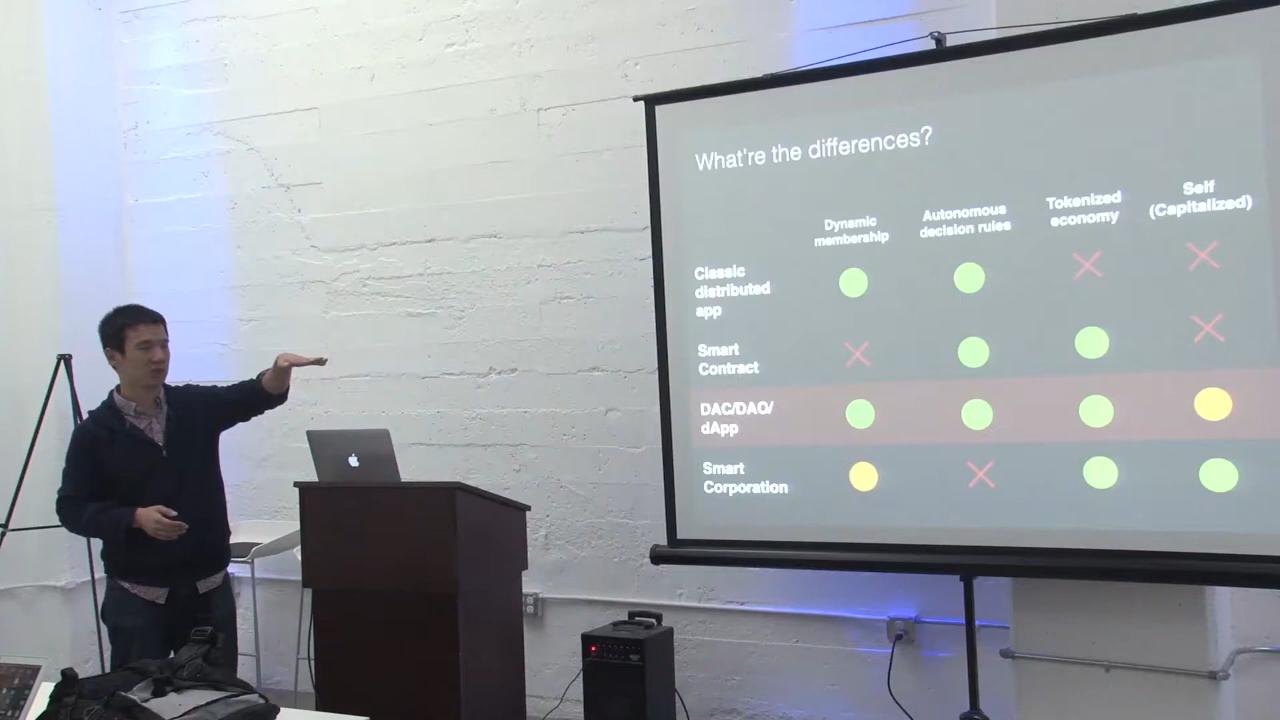 What're the differences?
Dynamic
membership
Autonomous
decision rules
Tokenized
economy
Self
(Capitalized)
Classic
distributed
app
Smart
Contract
DAC/DAO/
dApp
Smart
Corporation